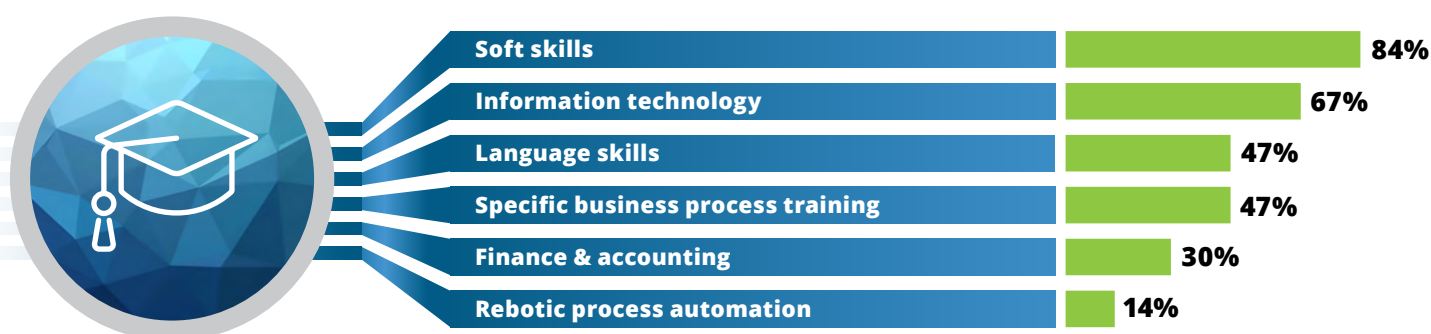 Soft skills 84%
Information technology 67%
Language skills 47%
Specific business process training 47%
Finance & accounting 30%
Rebotic process automation 14%